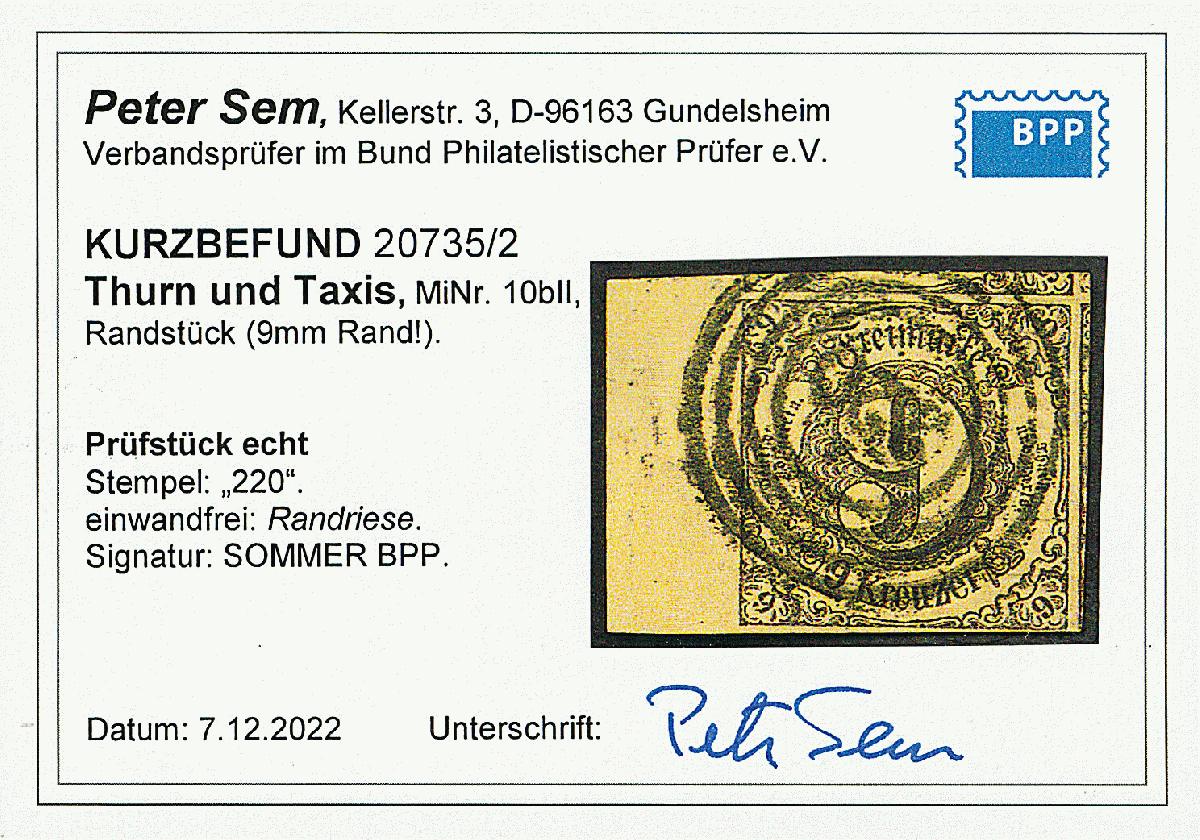 Peter Sem, Kellerstr. 3, D-96163 Gundelsheim
Verbandsprüfer im Bund Philatelistischer Prüfer e.V.
BPP
KURZBEFUND 20735/2
Thurn und Taxis, MiNr. 10bII,
Randstück (9mm Rand!).
Freimarke
9 Kreuzer
9
9
Prüfstück echt
Stempel: „220“.
einwandfrei: Randriese.
Signatur: SOMMER BPP.
Datum: 7.12.2022 Unterschrift: Peter Sem